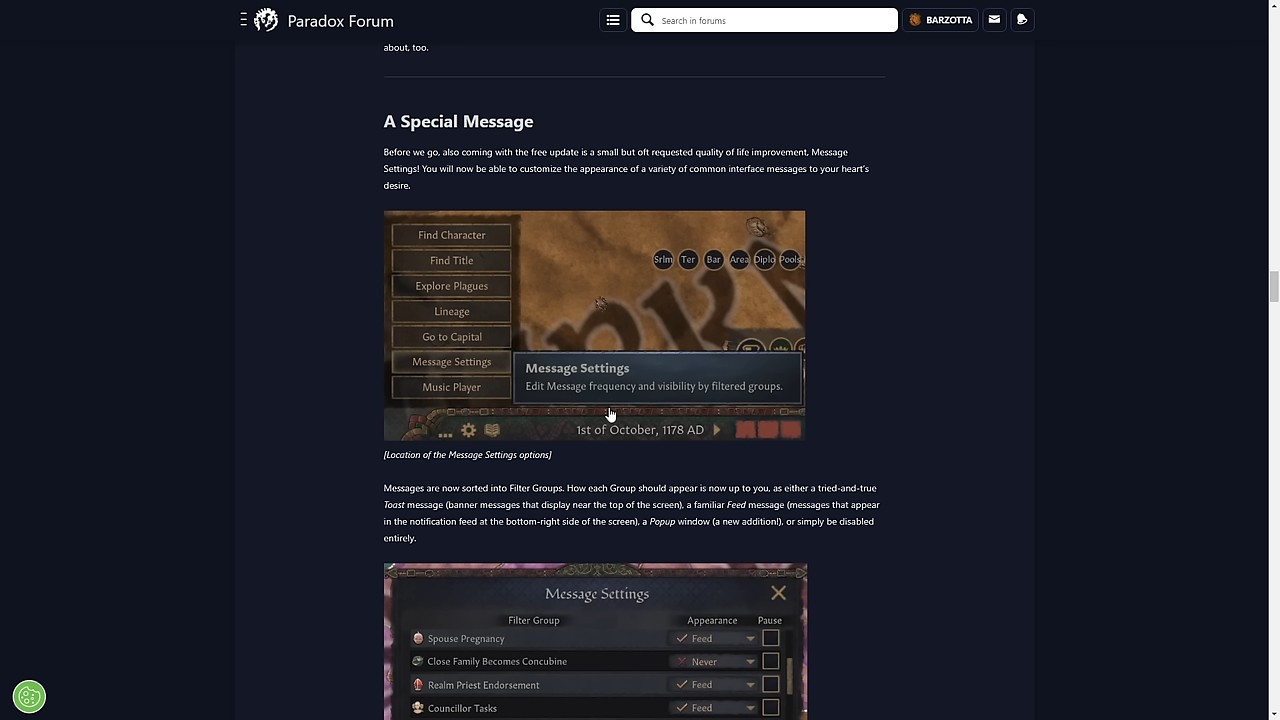 Paradox Forum
Search in forums
BARZOTTA
about, too.
A Special Message
Before we go, also coming with the free update is a small but oft requested quality of life improvement, Message
Settings! You will now be able to customize the appearance of a variety of common interface messages to your heart's
desire.
Find Character
Find Title
Explore Plagues
Lineage
Go to Capital
Message Settings
Music Player
Srlm Ter Bar Area Diplo Pools
Message Settings
Edit Message frequency and visibility by filtered groups.
1st of October, 1178 AD
[Location of the Message Settings options]
Messages are now sorted into Filter Groups. How each Group should appear is now up to you, as either a tried-and-true
Toast message (banner messages that display near the top of the screen), a familiar Feed message (messages that appear
in the notification feed at the bottom-right side of the screen), a Popup window (a new addition!), or simply be disabled
entirely.
Message Settings
Filter Group Appearance Pause
Spouse Pregnancy Feed
Close Family Becomes Concubine Never
Realm Priest Endorsement Feed
Councillor Tasks Feed